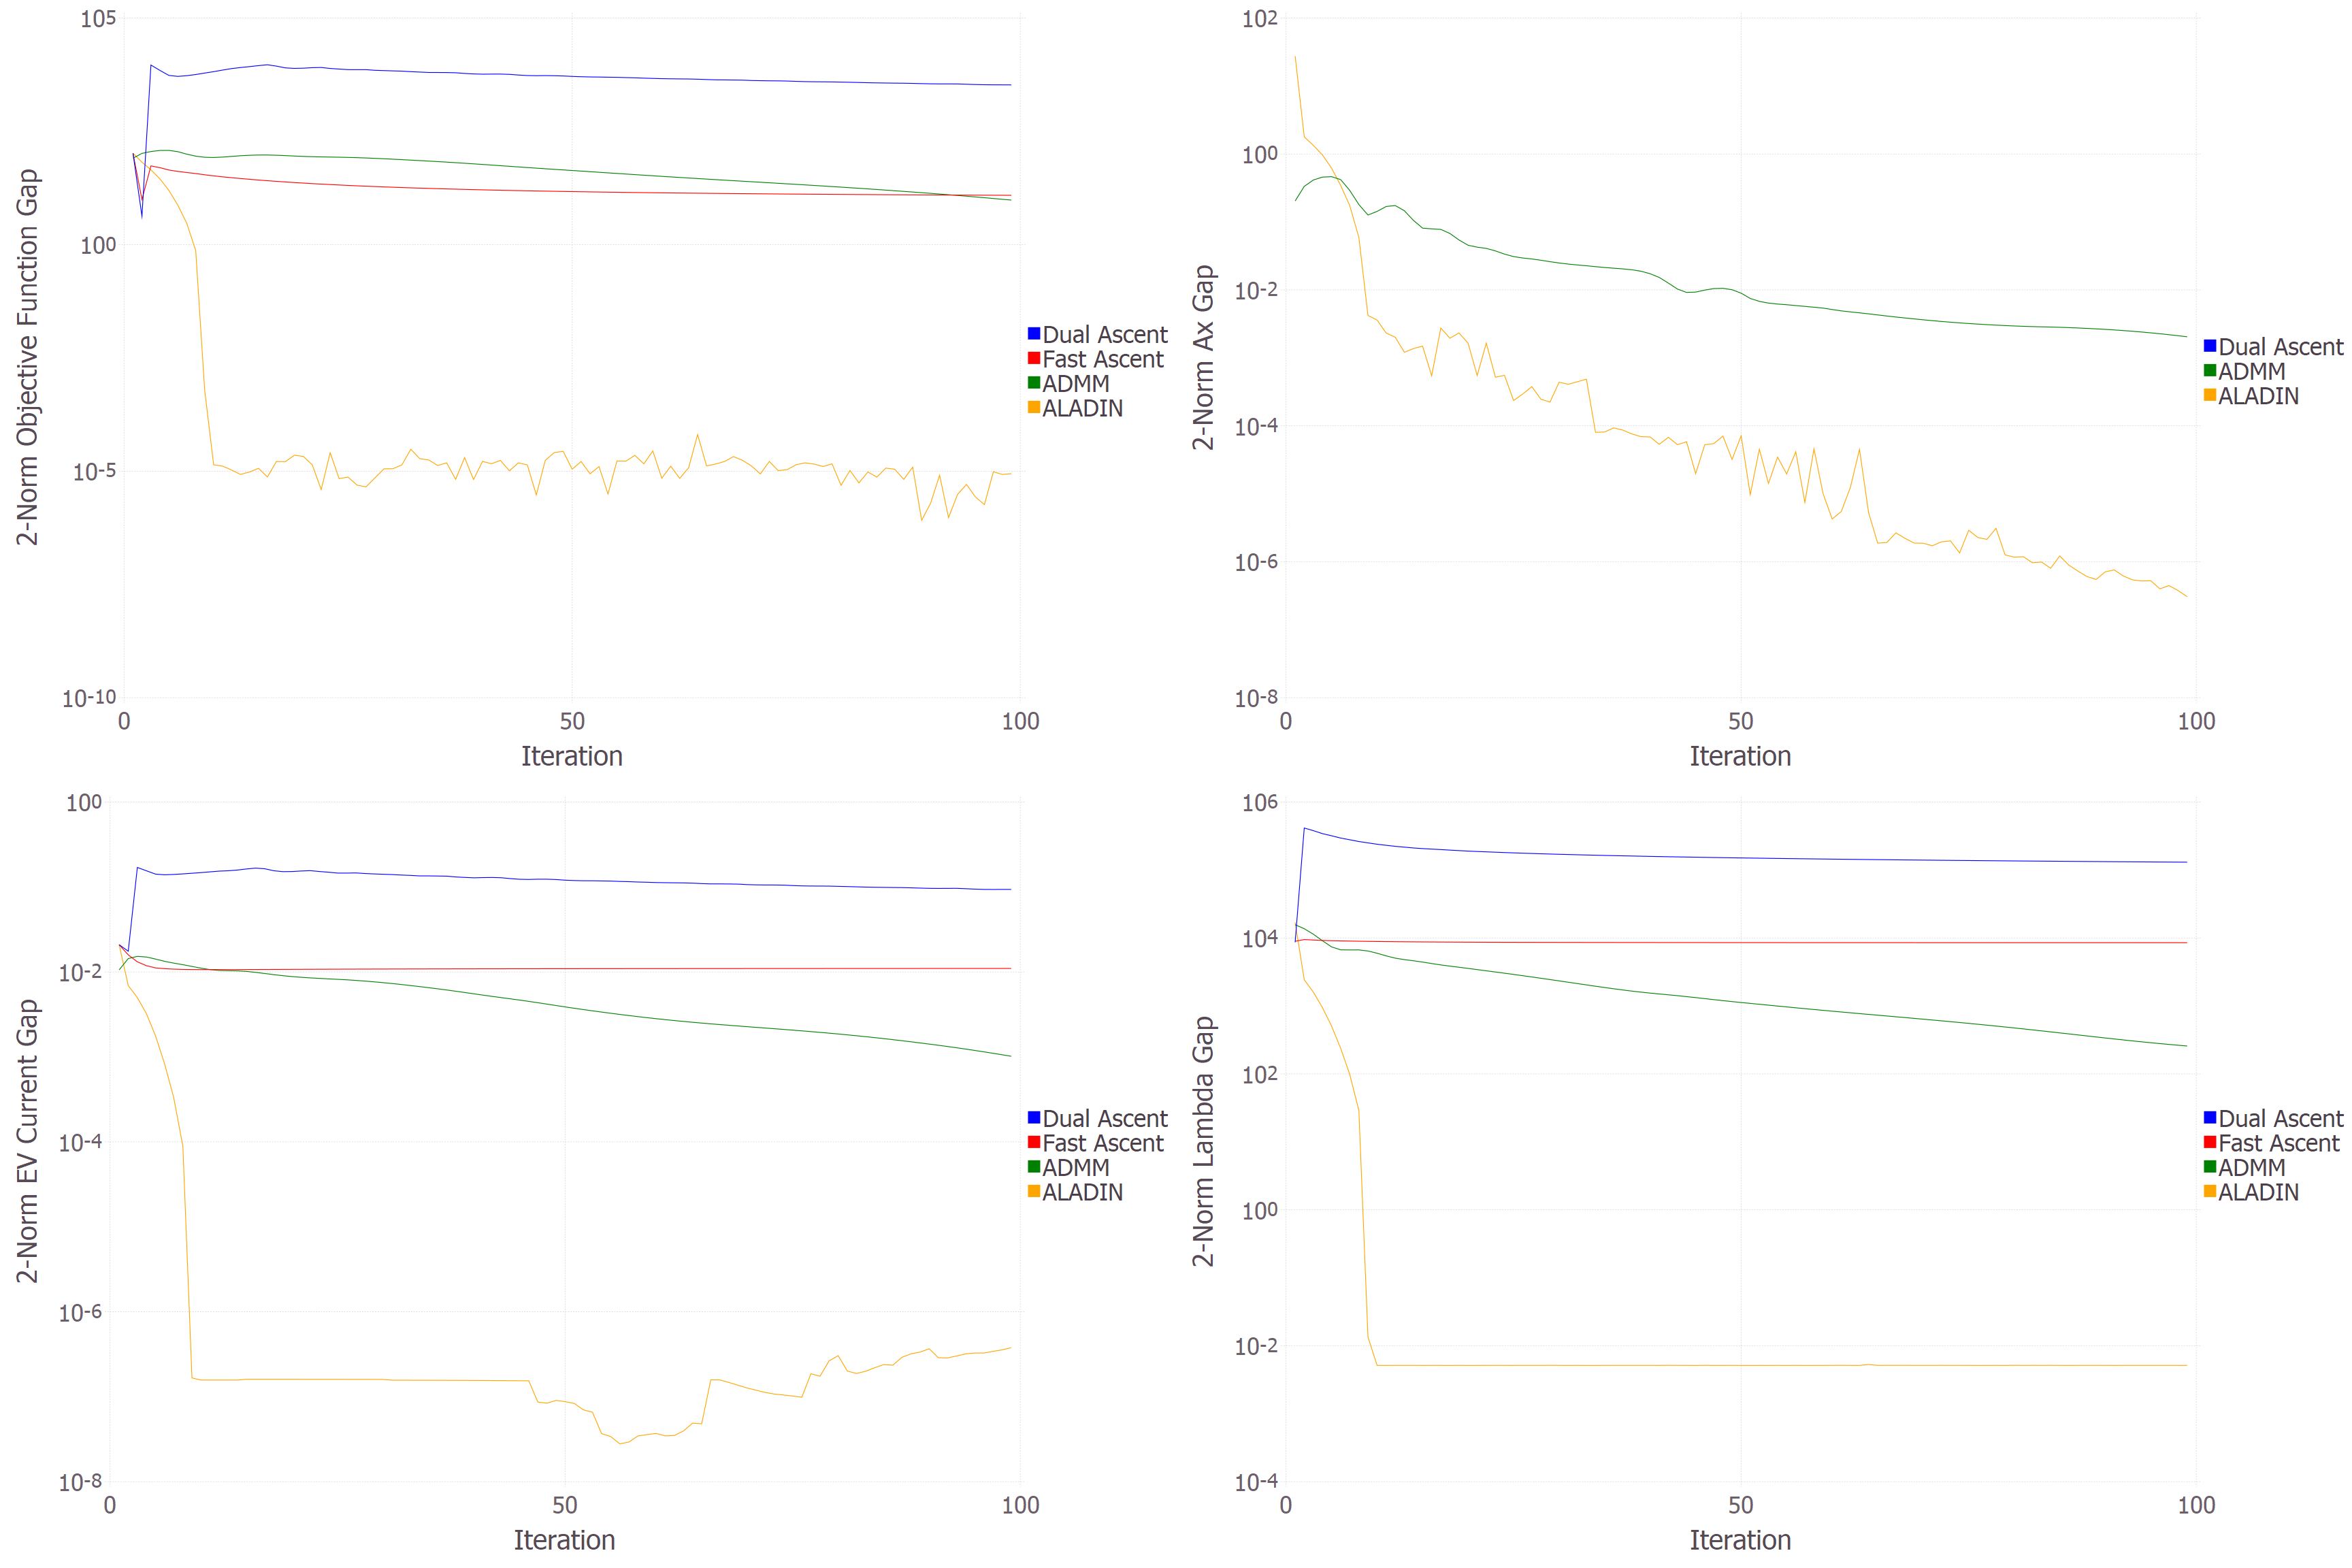 2-Norm Objective Function Gap
10⁵
10⁰
10⁻⁵
10⁻¹⁰
0
50
100
Iteration
Dual Ascent
Fast Ascent
ADMM
ALADIN
2-Norm Ax Gap
10²
10⁰
10⁻²
10⁻⁴
10⁻⁶
10⁻⁸
0
50
100
Iteration
Dual Ascent
ADMM
ALADIN
2-Norm EV Current Gap
10⁰
10⁻²
10⁻⁴
10⁻⁶
10⁻⁸
0
50
100
Iteration
Dual Ascent
Fast Ascent
ADMM
ALADIN
2-Norm Lambda Gap
10⁶
10⁴
10²
10⁰
10⁻²
10⁻⁴
0
50
100
Iteration
Dual Ascent
Fast Ascent
ADMM
ALADIN